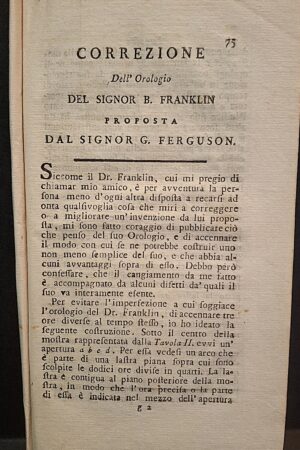 75
CORREZIONE
Dell' Orologio
DEL SIGNOR B. FRANKLIN
PROPOSTA
DAL SIGNOR G. FERGUSON.
Siccome il Dr. Franklin, cui mi pregio di
chiamar mio amico, è per avventura la per-
sona meno d'ogni altra disposta a recarsi ad
onta qualsivoglia cosa che miri a correggere
o a migliorare un'invenzione da lui propo-
sta, mi sono fatto coraggio di pubblicare ciò
che penso del suo Orologio, e di accennare
il modo con cui se ne potrebbe costruir uno
non meno semplice del suo, e che abbia al-
cuni avvantaggi sopra di esso. Debbo però
confessare, che il cangiamento da me fatto
è accompagnato da alcuni difetti da' quali il
suo va interamente esente.
Per evitare l'imperfezione a cui soggiace
l'orologio del Dr. Franklin, di accennare tre
ore diverse al tempo stesso, io ho ideato la
seguente costruzione. Sotto il centro della
mostra rappresentata dalla Tavola II. evvi un'
apertura a b e d. Per essa vedesi un arco che
è parte di una lastra piana sopra cui sono
scolpite le dodici ore divise in quarti. La la-
stra è contigua al piano posteriore della mo-
stra, in modo che l'ora precisa o la parte
di essa è indicata nel mezzo dell'apertura
g 2